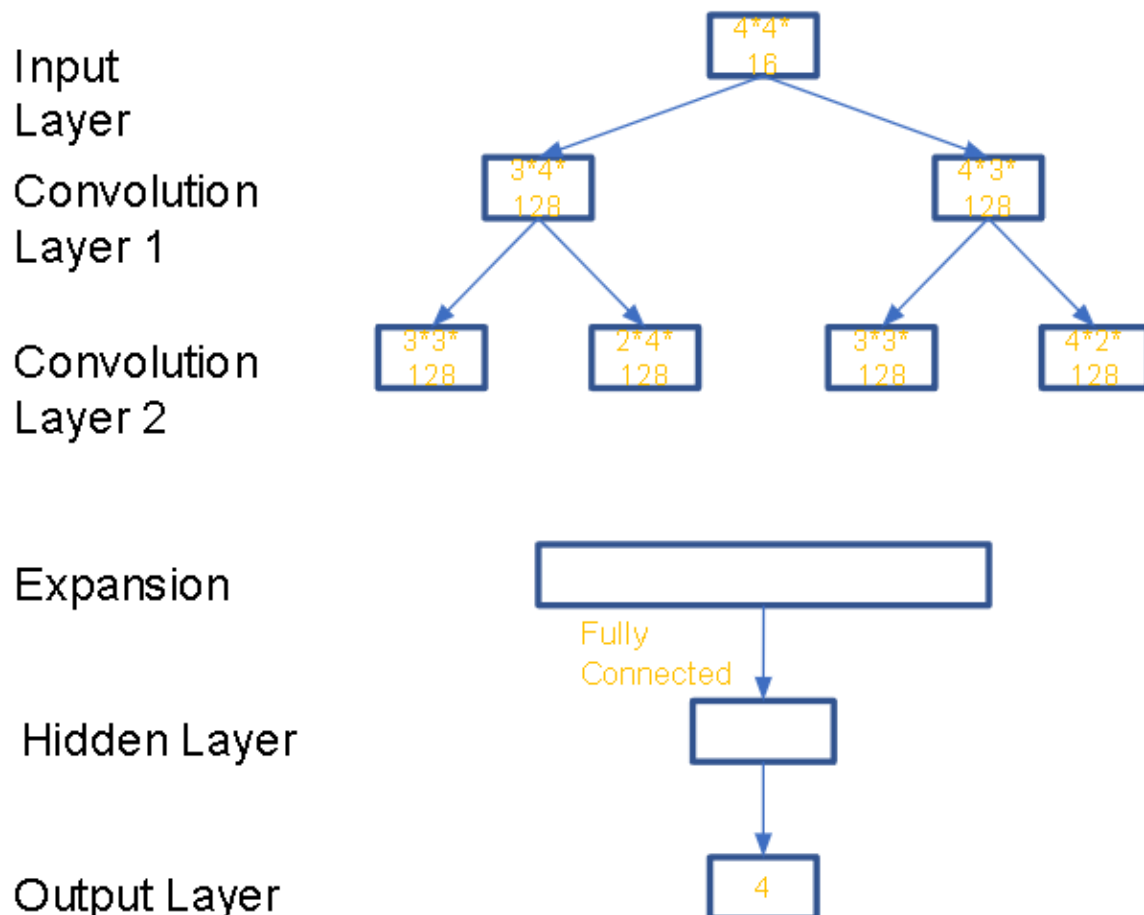 Input
Layer
4*4*
16
Convolution
Layer 1
3*4*
128
4*3*
128
Convolution
Layer 2
3*3*
128
2*4*
128
3*3*
128
4*2*
128
Expansion
Fully
Connected
Hidden Layer
Output Layer
4